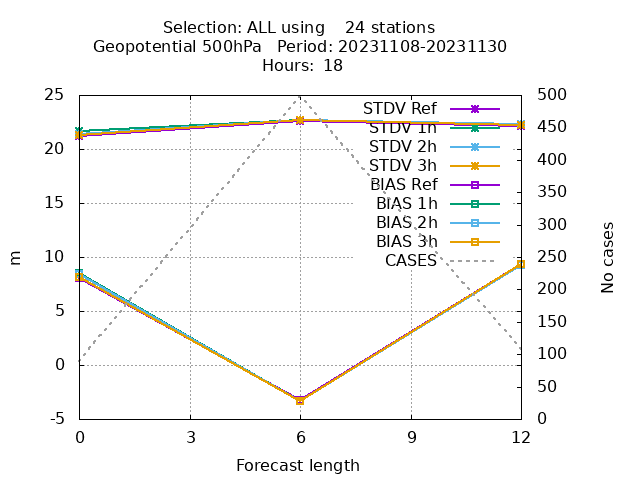 Selection: ALL using    24 stations
Geopotential 500hPa   Period: 20231108-20231130
Hours: 18
25
20
15
10
5
0
-5
m
STDV Ref
STDV 1h
STDV 2h
STDV 3h
BIAS Ref
BIAS 1h
BIAS 2h
BIAS 3h
CASES
500
450
400
350
300
250
200
150
100
50
0
No cases
0 3 6 9 12
Forecast length